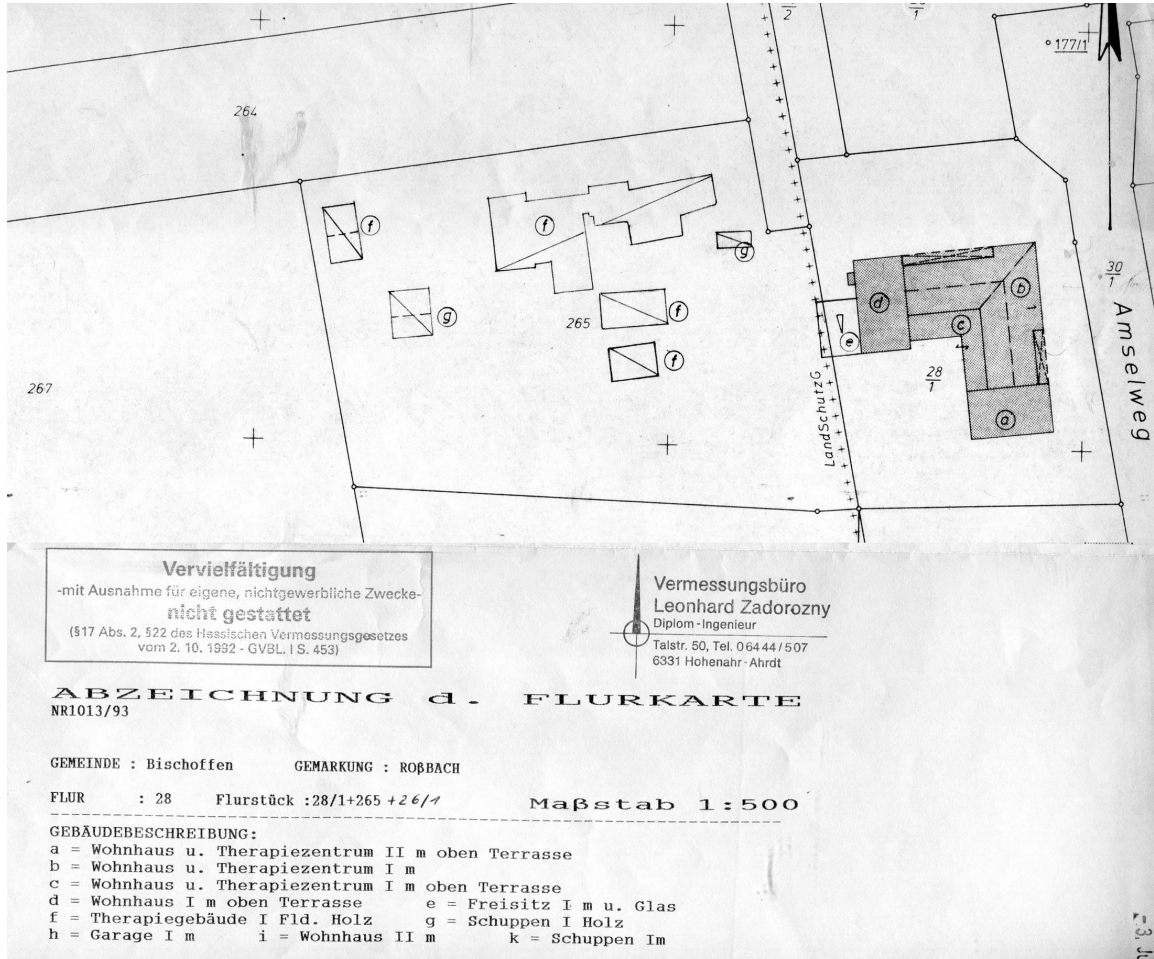 2
1
177/1
264
f
f
g
g
f
265
f
d
b
c
e
a
28
1
30
1
267
Amselweg
LandSchutzG
Vervielfältigung
-mit Ausnahme für eigene, nichtgewerbliche Zwecke-
nicht gestattet
(§17 Abs. 2, §22 des Hessischen Vermessungsgesetzes
vom 2. 10. 1992 - GVBL. I S. 453)
Vermessungsbüro
Leonhard Zadorozny
Diplom-Ingenieur
Talstr. 50, Tel. 06444/507
6331 Hohenahr-Ahrdt
ABZEICHNUNG d. FLURKARTE
NR1013/93
GEMEINDE : Bischoffen GEMARKUNG : ROßBACH
FLUR : 28 Flurstück :28/1+265 +26/1 Maßstab 1:500
GEBÄUDEBESCHREIBUNG:
a = Wohnhaus u. Therapiezentrum II m oben Terrasse
b = Wohnhaus u. Therapiezentrum I m
c = Wohnhaus u. Therapiezentrum I m oben Terrasse
d = Wohnhaus I m oben Terrasse e = Freisitz I m u. Glas
f = Therapiegebäude I Fld. Holz g = Schuppen I Holz
h = Garage I m i = Wohnhaus II m k = Schuppen Im